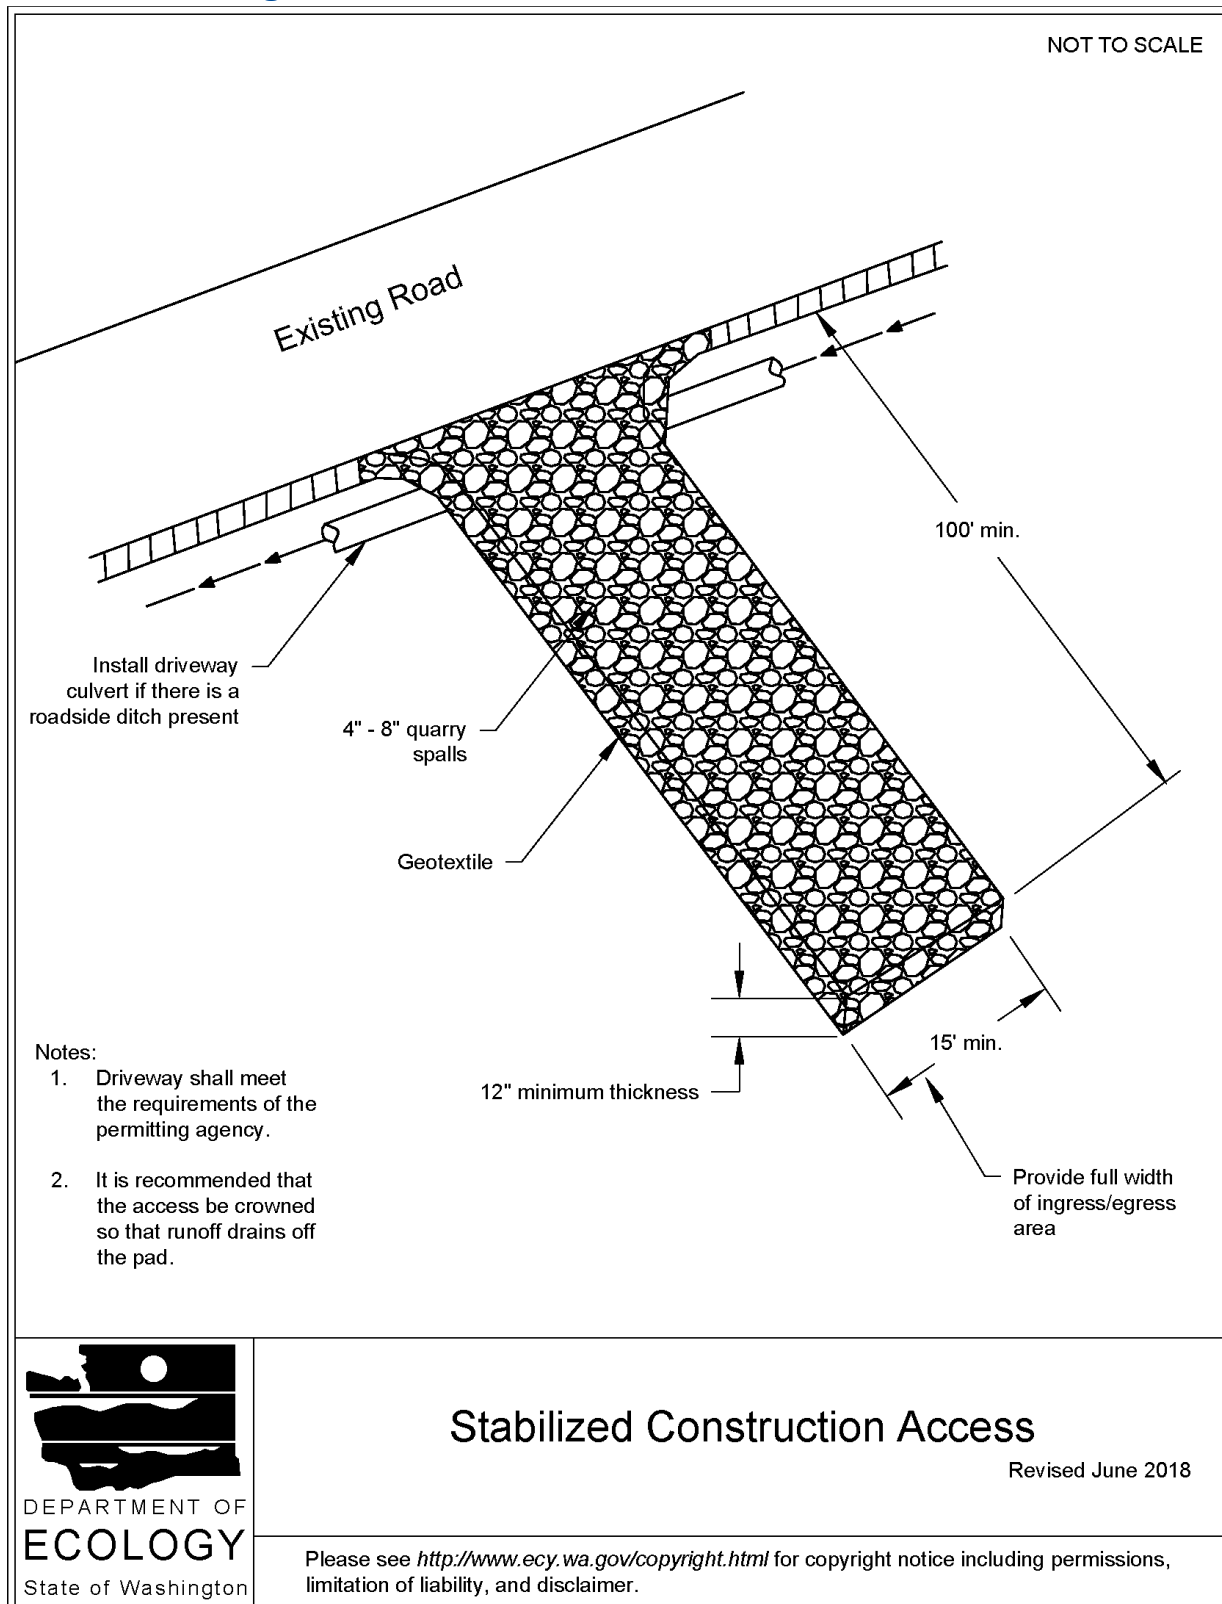 NOT TO SCALE
Existing Road
100' min.
Install driveway
culvert if there is a
roadside ditch present
4" - 8" quarry
spalls
Geotextile
15' min.
12" minimum thickness
Provide full width
of ingress/egress
area
Notes:
1. Driveway shall meet
the requirements of the
permitting agency.
2. It is recommended that
the access be crowned
so that runoff drains off
the pad.
DEPARTMENT OF
ECOLOGY
State of Washington
Stabilized Construction Access
Revised June 2018
Please see http://www.ecy.wa.gov/copyright.html for copyright notice including permissions,
limitation of liability, and disclaimer.